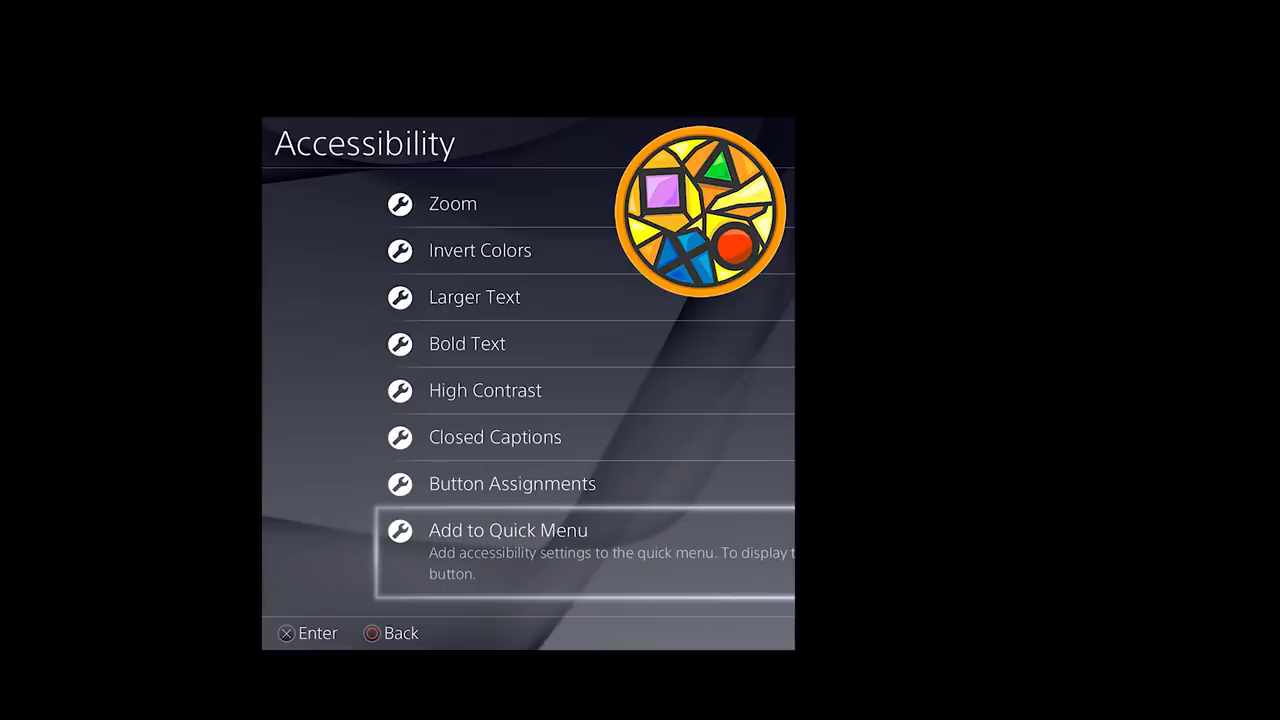 Accessibility
Zoom
Invert Colors
Larger Text
Bold Text
High Contrast
Closed Captions
Button Assignments
Add to Quick Menu
Add accessibility settings to the quick menu. To display
button.
Enter Back